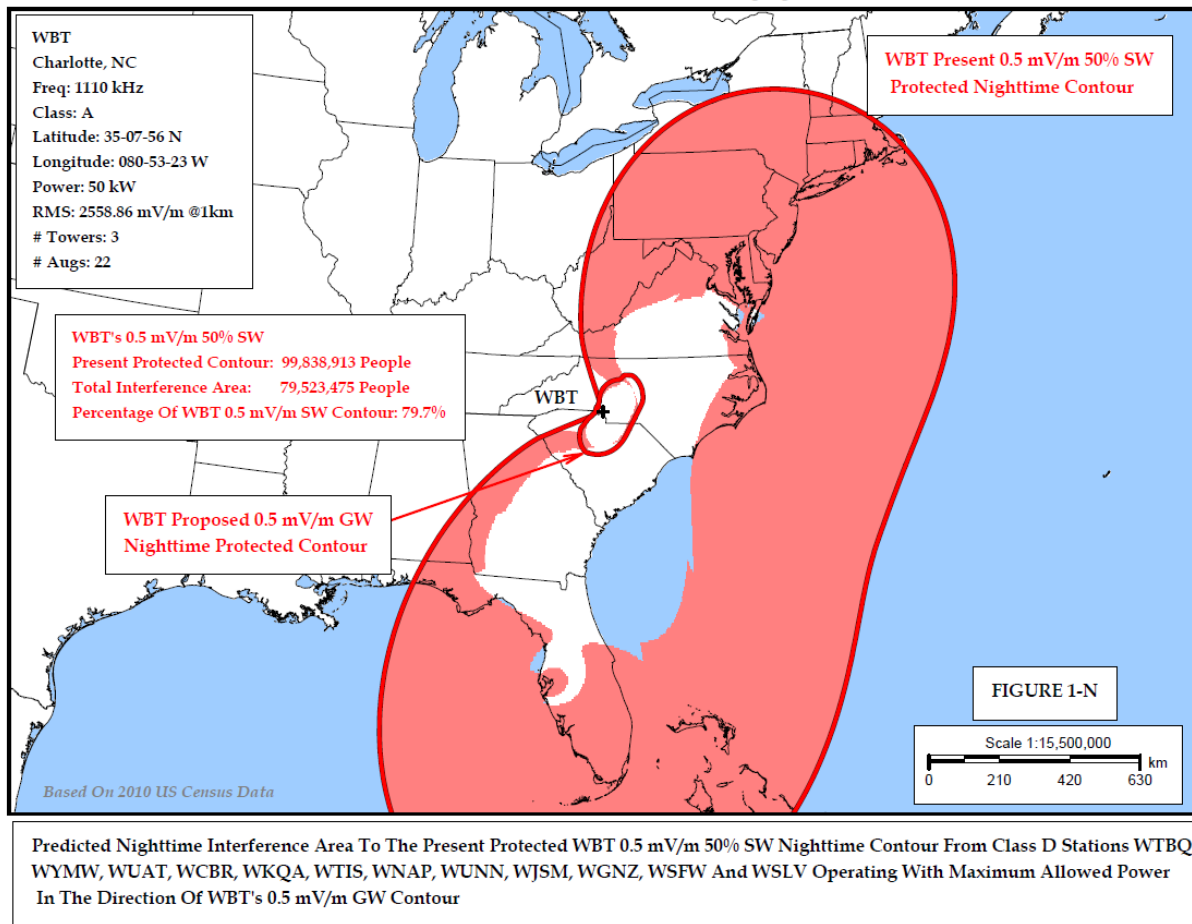 WBT
Charlotte, NC
Freq: 1110 kHz
Class: A
Latitude: 35-07-56 N
Longitude: 080-53-23 W
Power: 50 kW
RMS: 2558.86 mV/m @1km
# Towers: 3
# Augs: 22
WBT Present 0.5 mV/m 50% SW
Protected Nighttime Contour
WBT's 0.5 mV/m 50% SW
Present Protected Contour: 99,838,913 People
Total Interference Area: 79,523,475 People
Percentage Of WBT 0.5 mV/m SW Contour: 79.7%
WBT
WBT Proposed 0.5 mV/m GW
Nighttime Protected Contour
FIGURE 1-N
Scale 1:15,500,000
km
0 210 420 630
Based On 2010 US Census Data
Predicted Nighttime Interference Area To The Present Protected WBT 0.5 mV/m 50% SW Nighttime Contour From Class D Stations WTBQ
WYMW, WUAT, WCBR, WKQA, WTIS, WNAP, WUNN, WJSM, WGNZ, WSFW And WSLV Operating With Maximum Allowed Power
In The Direction Of WBT's 0.5 mV/m GW Contour